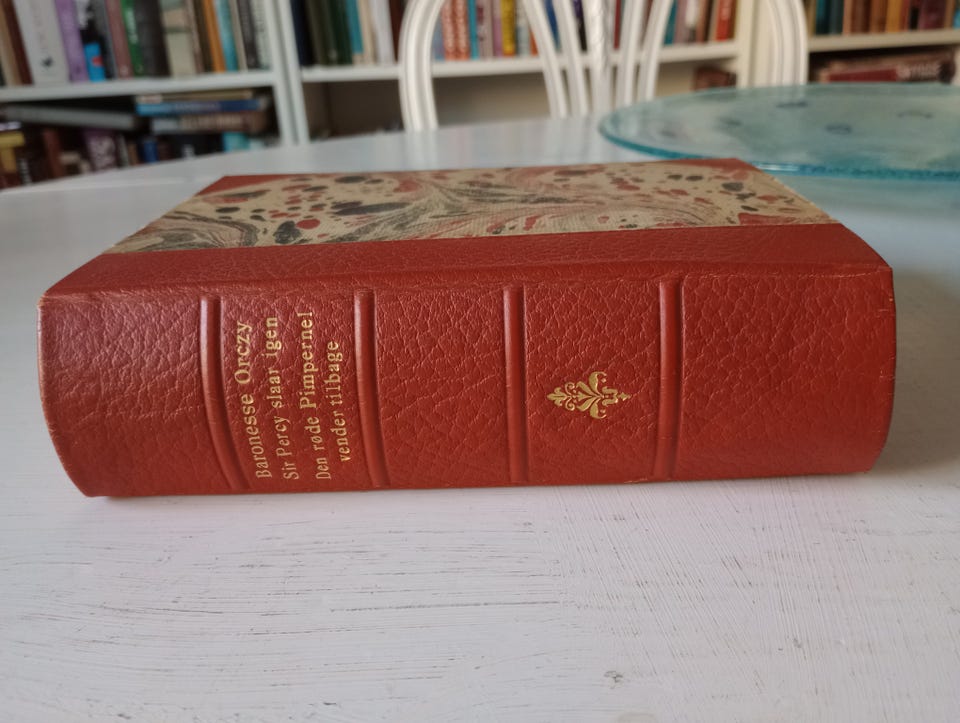 Baronesse Orczy
Sir Percy slaar igen
Den røde Pimpernel
vender tilbage